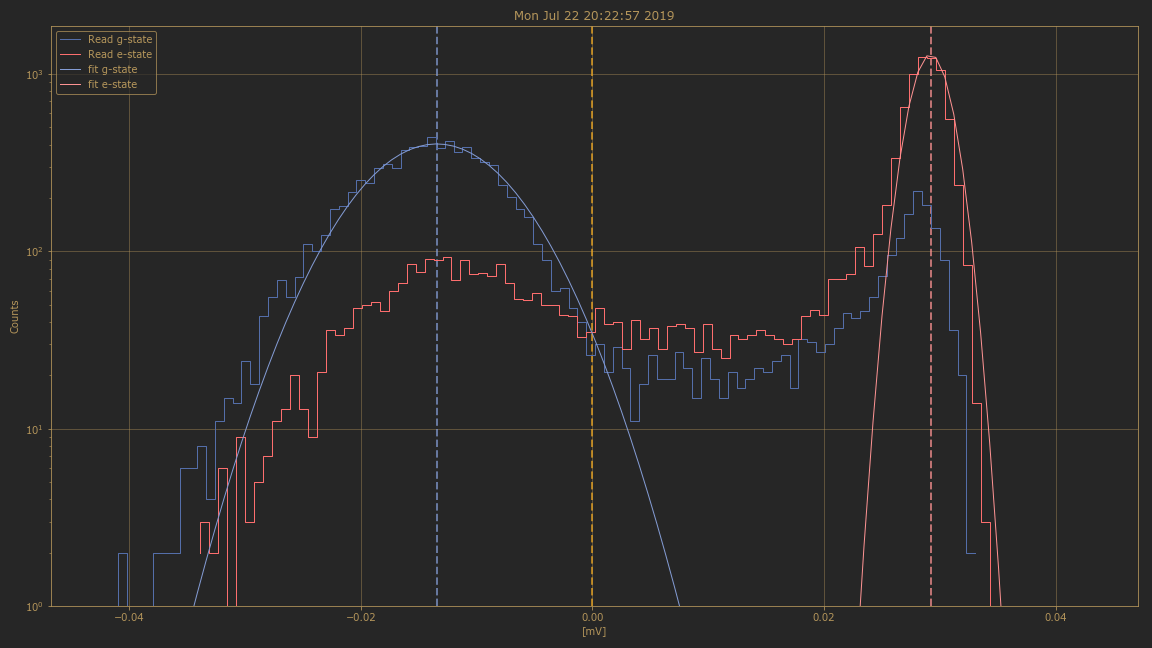 Mon Jul 22 20:22:57 2019
Read g-state
Read e-state
fit g-state
fit e-state
10³
10²
10¹
10⁰
Counts
−0.04
−0.02
0.00
0.02
0.04
[mV]